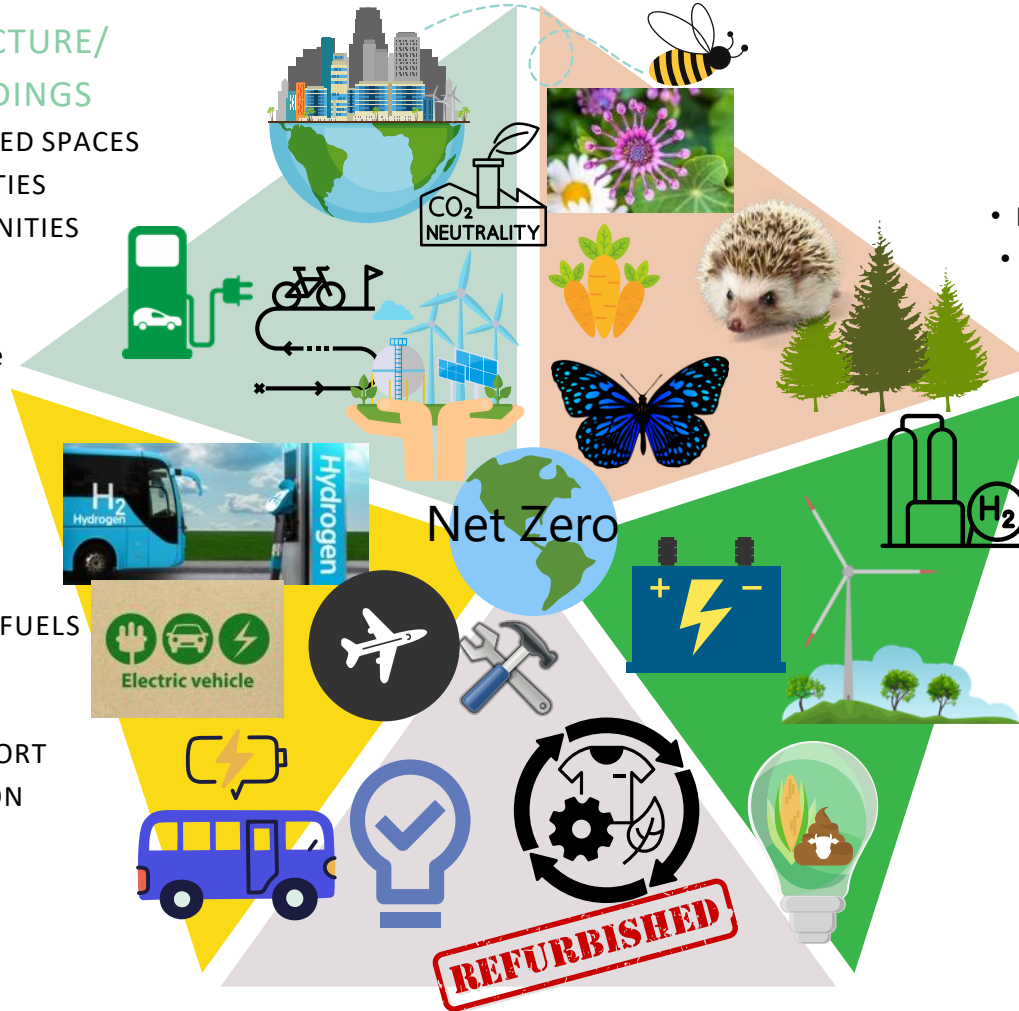 CTURE/
DINGS
ED SPACES
TIES
NITIES
e
FUELS
ORT
ON
CO₂
NEUTRALITY
H₂
Hydrogen
Hydrogen
Electric vehicle
Net Zero
H₂
+ −
REFURBISHED